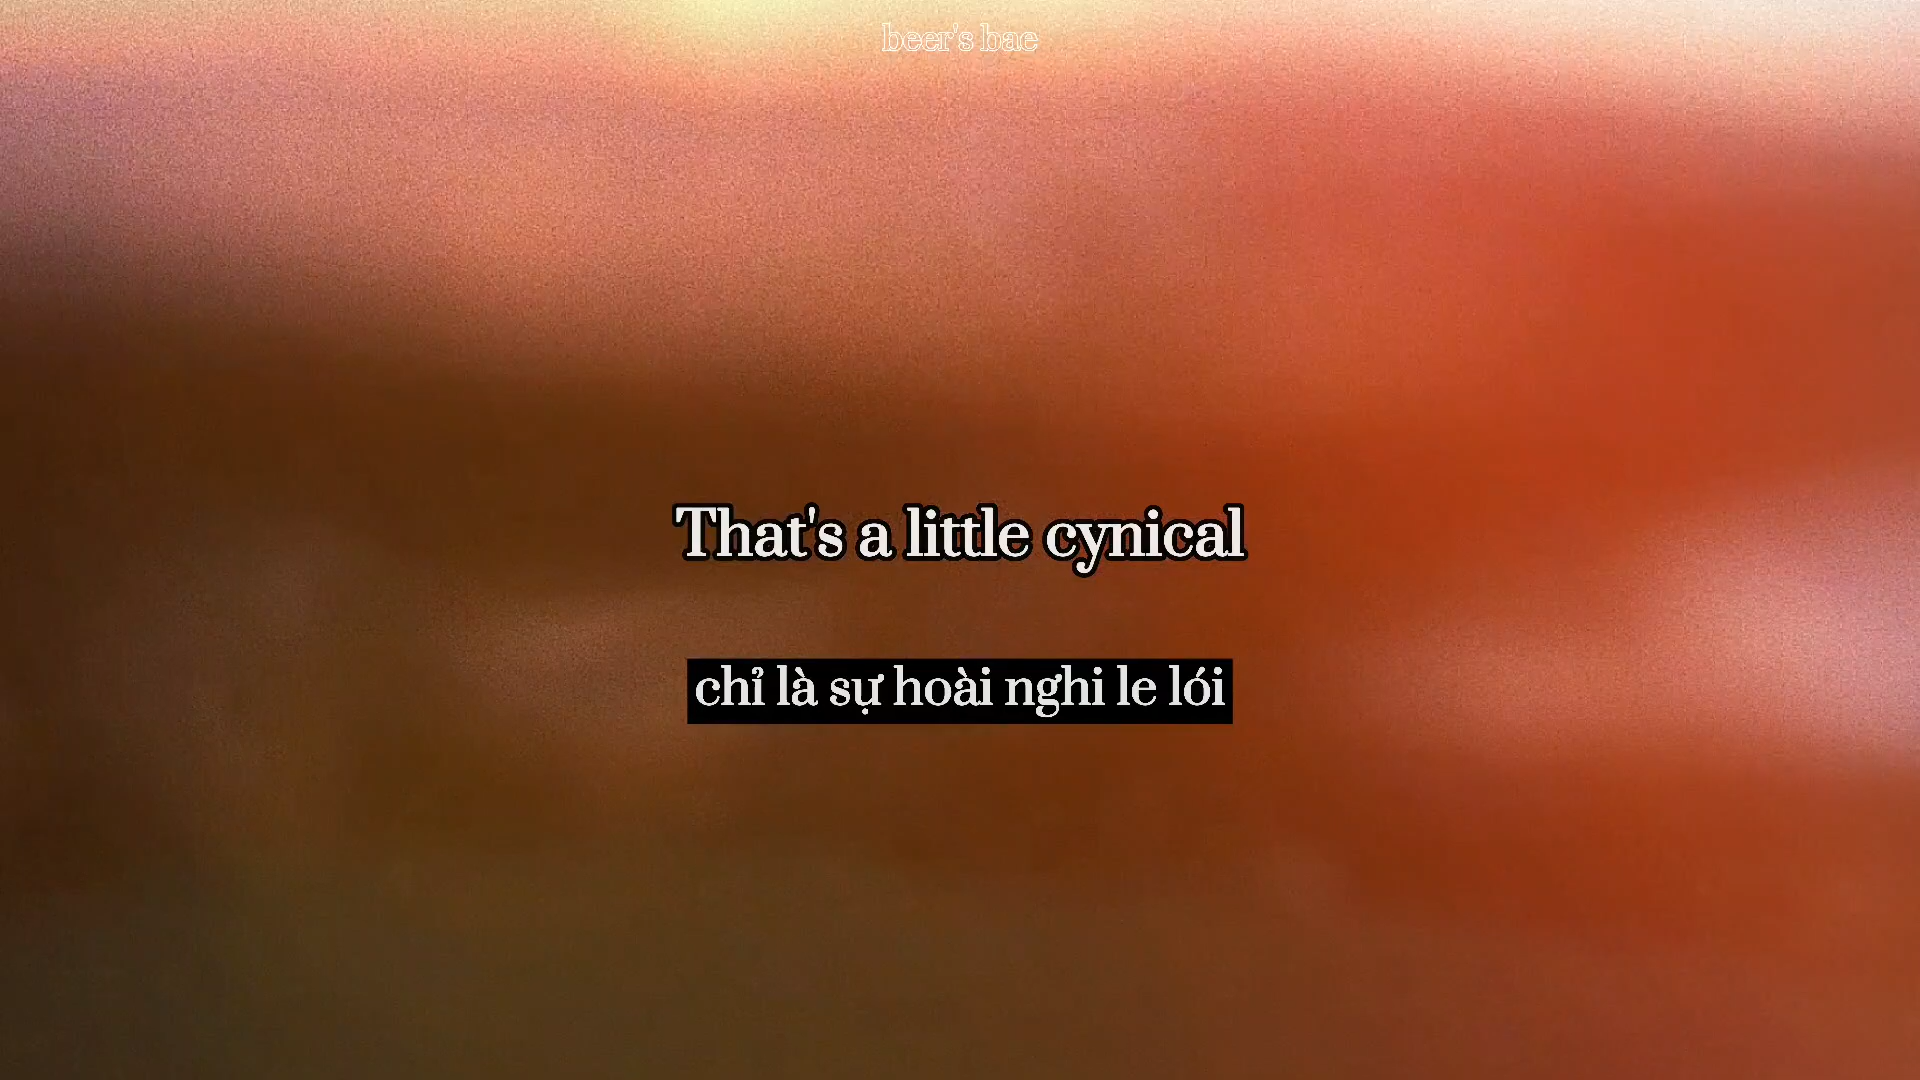 beer's bae
That's a little cynical
chỉ là sự hoài nghi le lói